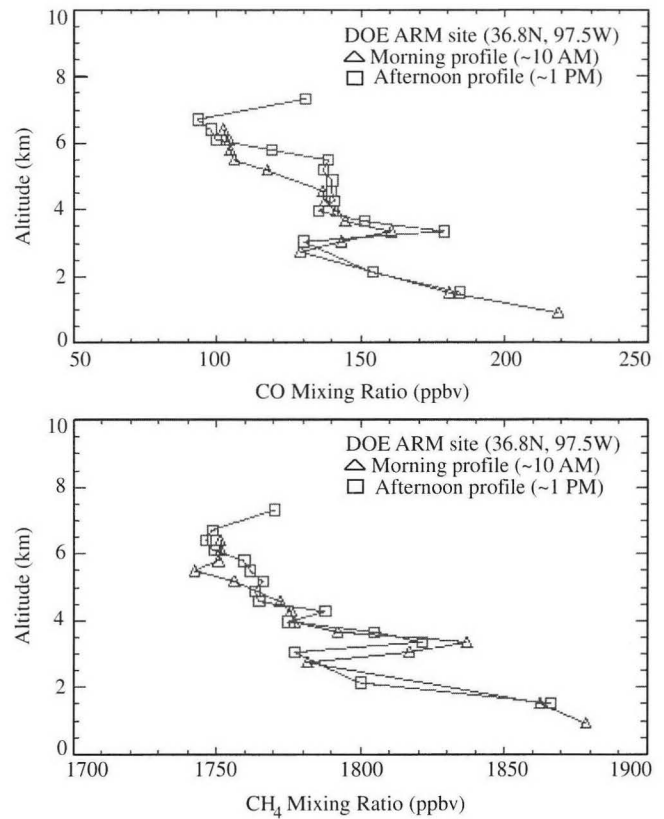 10
8
6
4
2
0
Altitude (km)
DOE ARM site (36.8N, 97.5W)
Morning profile (~10 AM)
Afternoon profile (~1 PM)
50 100 150 200 250
CO Mixing Ratio (ppbv)
10
8
6
4
2
0
Altitude (km)
DOE ARM site (36.8N, 97.5W)
Morning profile (~10 AM)
Afternoon profile (~1 PM)
1700 1750 1800 1850 1900
CH4 Mixing Ratio (ppbv)